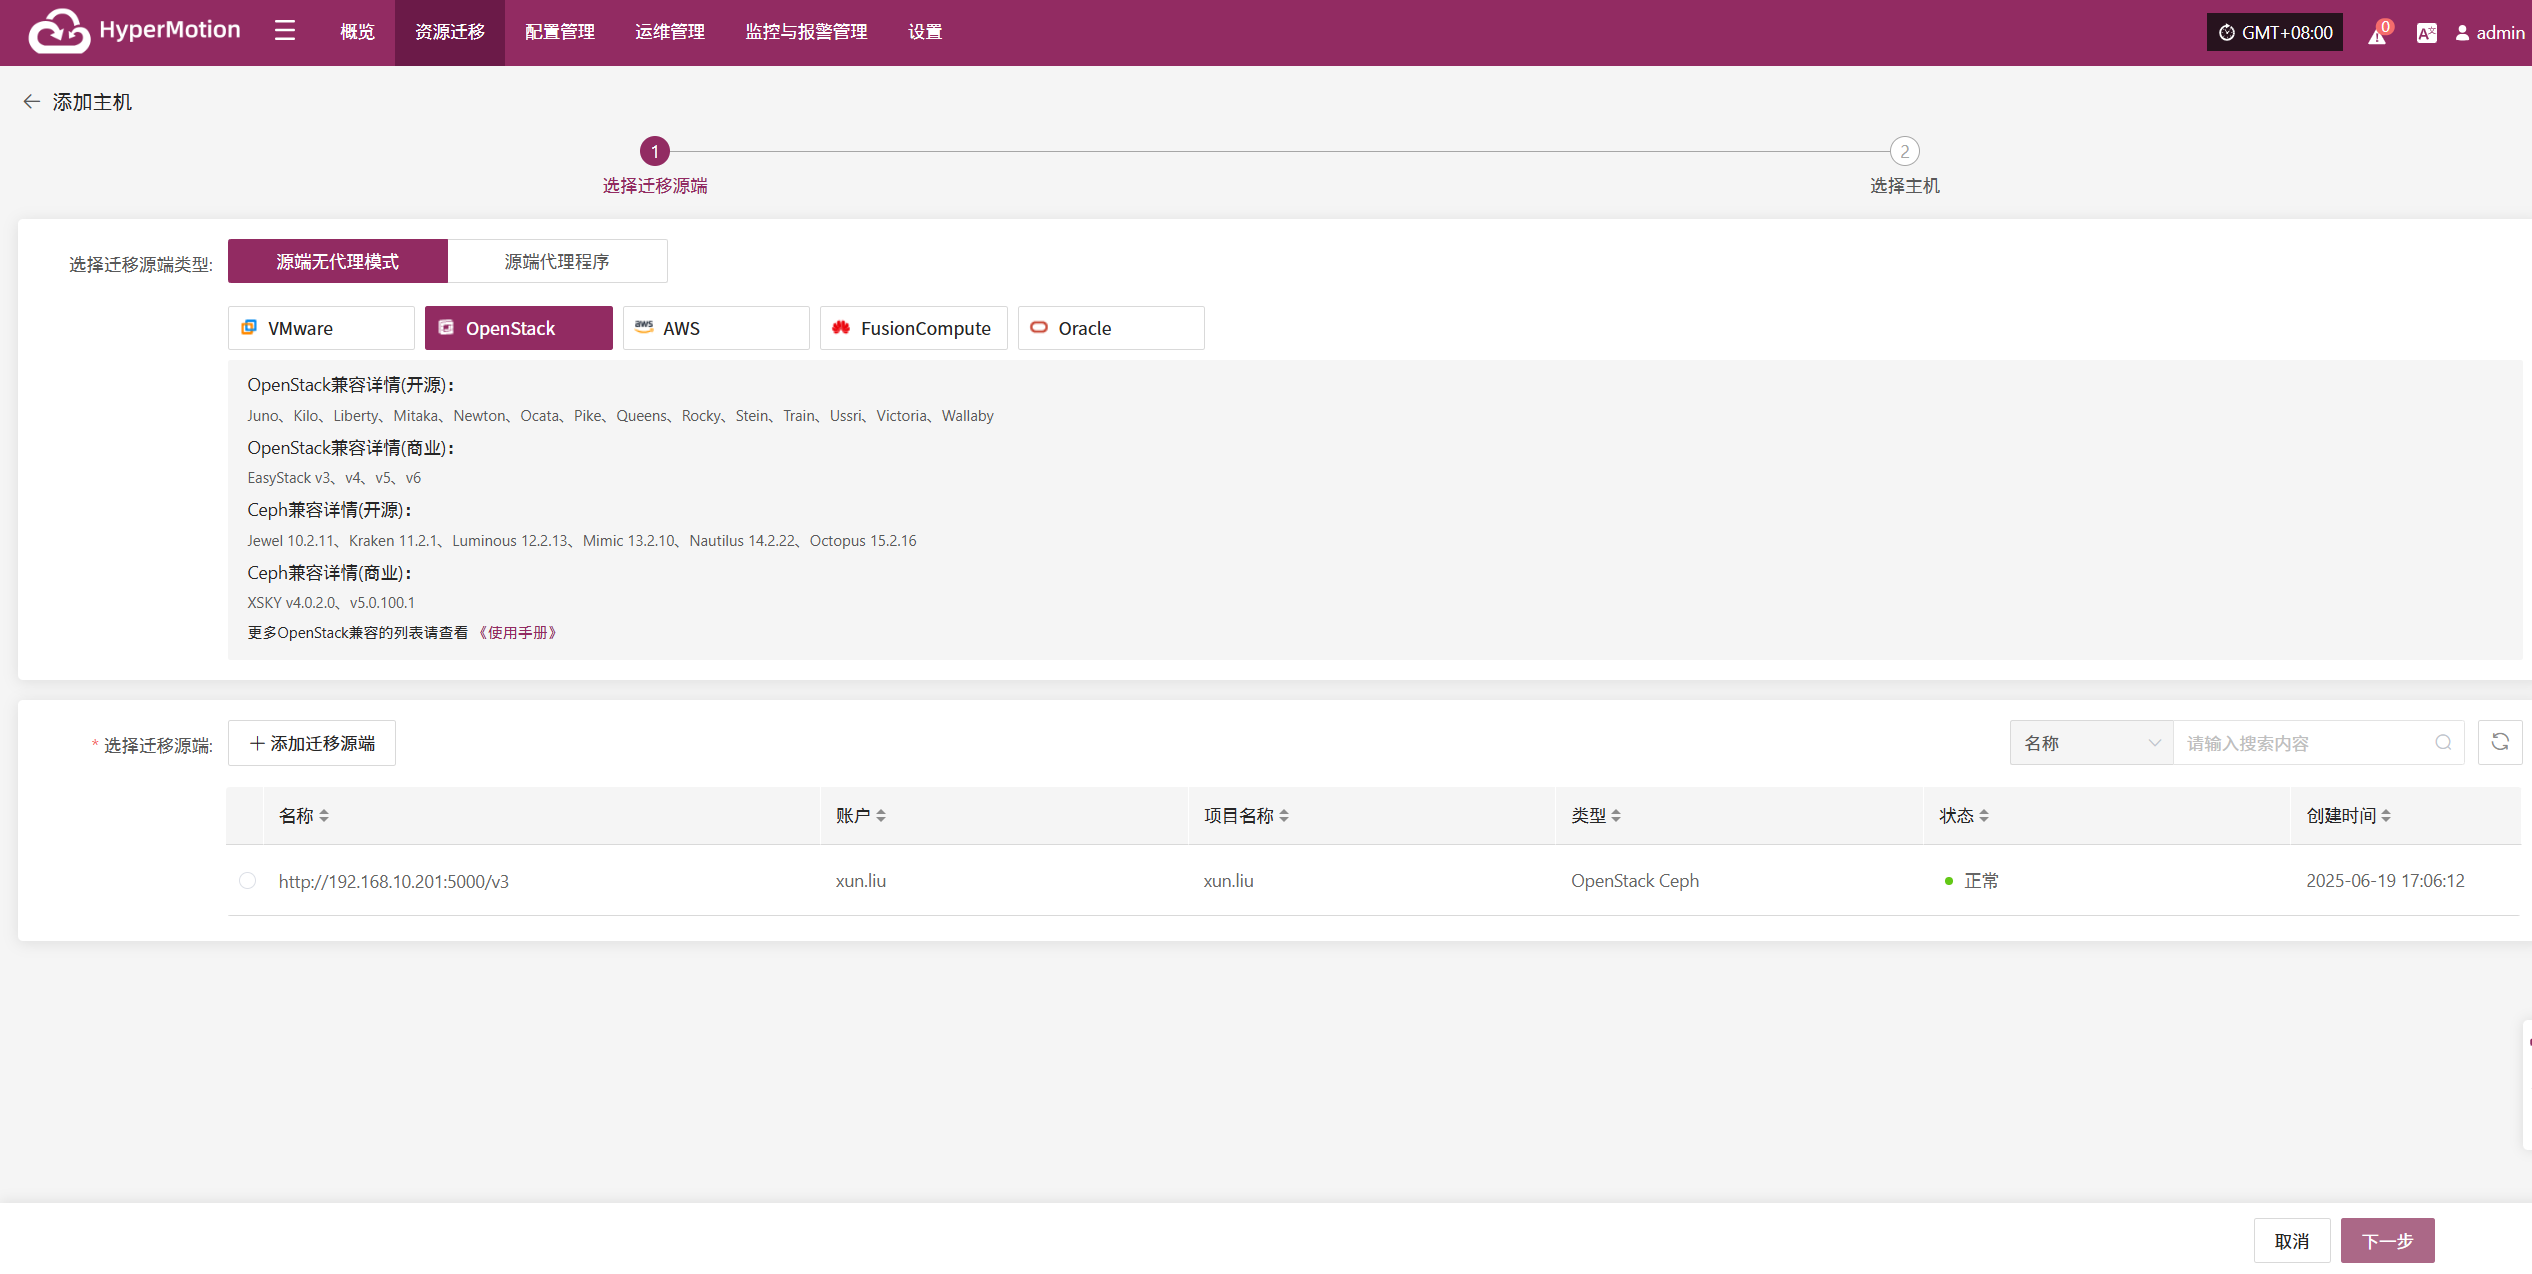 HyperMotion 概览 资源迁移 配置管理 运维管理 监控与报警管理 设置 GMT+08:00 0 admin
添加主机
1 2
选择迁移源端 选择主机
选择迁移源端类型: 源端无代理模式 源端代理程序
VMware OpenStack aws AWS FusionCompute Oracle
OpenStack兼容详情(开源)：
Juno、Kilo、Liberty、Mitaka、Newton、Ocata、Pike、Queens、Rocky、Stein、Train、Ussri、Victoria、Wallaby
OpenStack兼容详情(商业)：
EasyStack v3、v4、v5、v6
Ceph兼容详情(开源)：
Jewel 10.2.11、Kraken 11.2.1、Luminous 12.2.13、Mimic 13.2.10、Nautilus 14.2.22、Octopus 15.2.16
Ceph兼容详情(商业)：
XSKY v4.0.2.0、v5.0.100.1
更多OpenStack兼容的列表请查看 《使用手册》
* 选择迁移源端: 添加迁移源端 名称 请输入搜索内容
名称 账户 项目名称 类型 状态 创建时间
http://192.168.10.201:5000/v3 xun.liu xun.liu OpenStack Ceph 正常 2025-06-19 17:06:12
取消 下一步